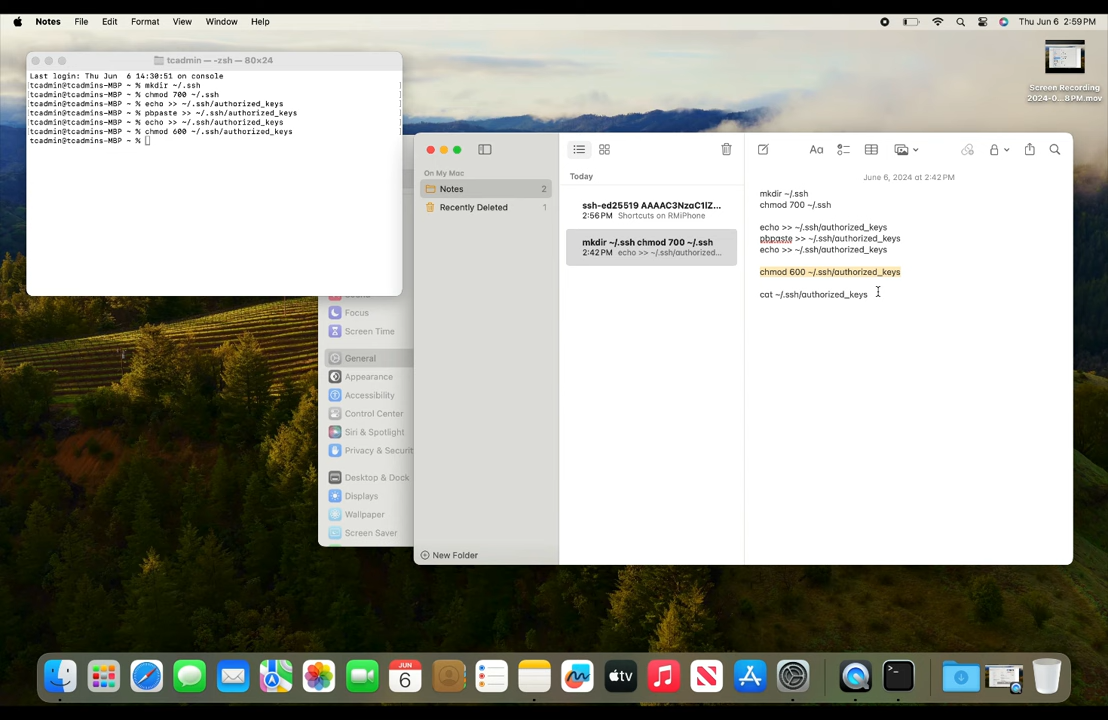 Notes File Edit Format View Window Help Thu Jun 6 2:59 PM
tcadmin — -zsh — 80×24
Last login: Thu Jun 6 14:30:51 on console
tcadmin@tcadmins-MBP ~ % mkdir ~/.ssh
tcadmin@tcadmins-MBP ~ % chmod 700 ~/.ssh
tcadmin@tcadmins-MBP ~ % echo >> ~/.ssh/authorized_keys
tcadmin@tcadmins-MBP ~ % pbpaste >> ~/.ssh/authorized_keys
tcadmin@tcadmins-MBP ~ % echo >> ~/.ssh/authorized_keys
tcadmin@tcadmins-MBP ~ % chmod 600 ~/.ssh/authorized_keys
tcadmin@tcadmins-MBP ~ %
Screen Recording
2024-0...8 PM.mov
Focus
Screen Time
General
Appearance
Accessibility
Control Center
Siri & Spotlight
Privacy & Securit
Desktop & Dock
Displays
Wallpaper
Screen Saver
On My Mac
Notes 2
Recently Deleted 1
New Folder
Today
ssh-ed25519 AAAAC3NzaC1lZ...
2:56 PM Shortcuts on RMiPhone
mkdir ~/.ssh chmod 700 ~/.ssh
2:42 PM echo >> ~/.ssh/authorized...
Aa
June 6, 2024 at 2:42 PM
mkdir ~/.ssh
chmod 700 ~/.ssh
echo >> ~/.ssh/authorized_keys
pbpaste >> ~/.ssh/authorized_keys
echo >> ~/.ssh/authorized_keys
chmod 600 ~/.ssh/authorized_keys
cat ~/.ssh/authorized_keys
JUN
6
tv